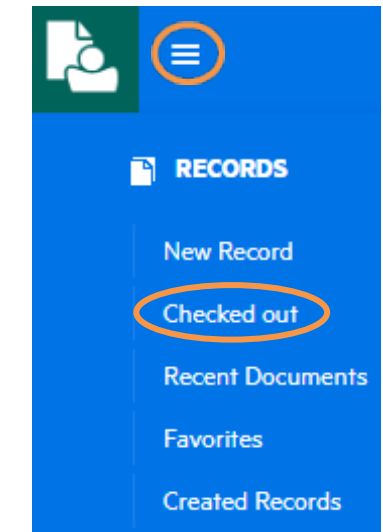 RECORDS
New Record
Checked out
Recent Documents
Favorites
Created Records